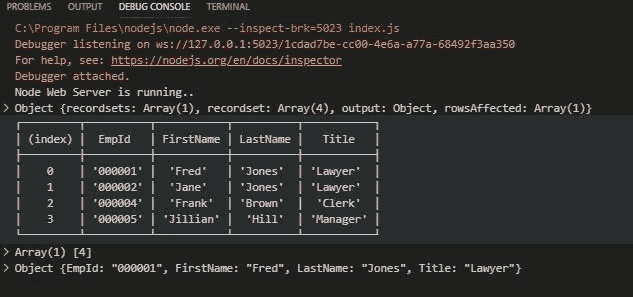 PROBLEMS OUTPUT DEBUG CONSOLE TERMINAL
C:\Program Files\nodejs\node.exe --inspect-brk=5023 index.js
Debugger listening on ws://127.0.0.1:5023/1cdad7be-cc00-4e6a-a77a-68492f3aa350
For help, see: https://nodejs.org/en/docs/inspector
Debugger attached.
Node Web Server is running..
> Object {recordsets: Array(1), recordset: Array(4), output: Object, rowsAffected: Array(1)}
(index) EmpId FirstName LastName Title
0 '000001' 'Fred' 'Jones' 'Lawyer'
1 '000002' 'Jane' 'Jones' 'Lawyer'
2 '000004' 'Frank' 'Brown' 'Clerk'
3 '000005' 'Jillian' 'Hill' 'Manager'
> Array(1) [4]
> Object {EmpId: "000001", FirstName: "Fred", LastName: "Jones", Title: "Lawyer"}